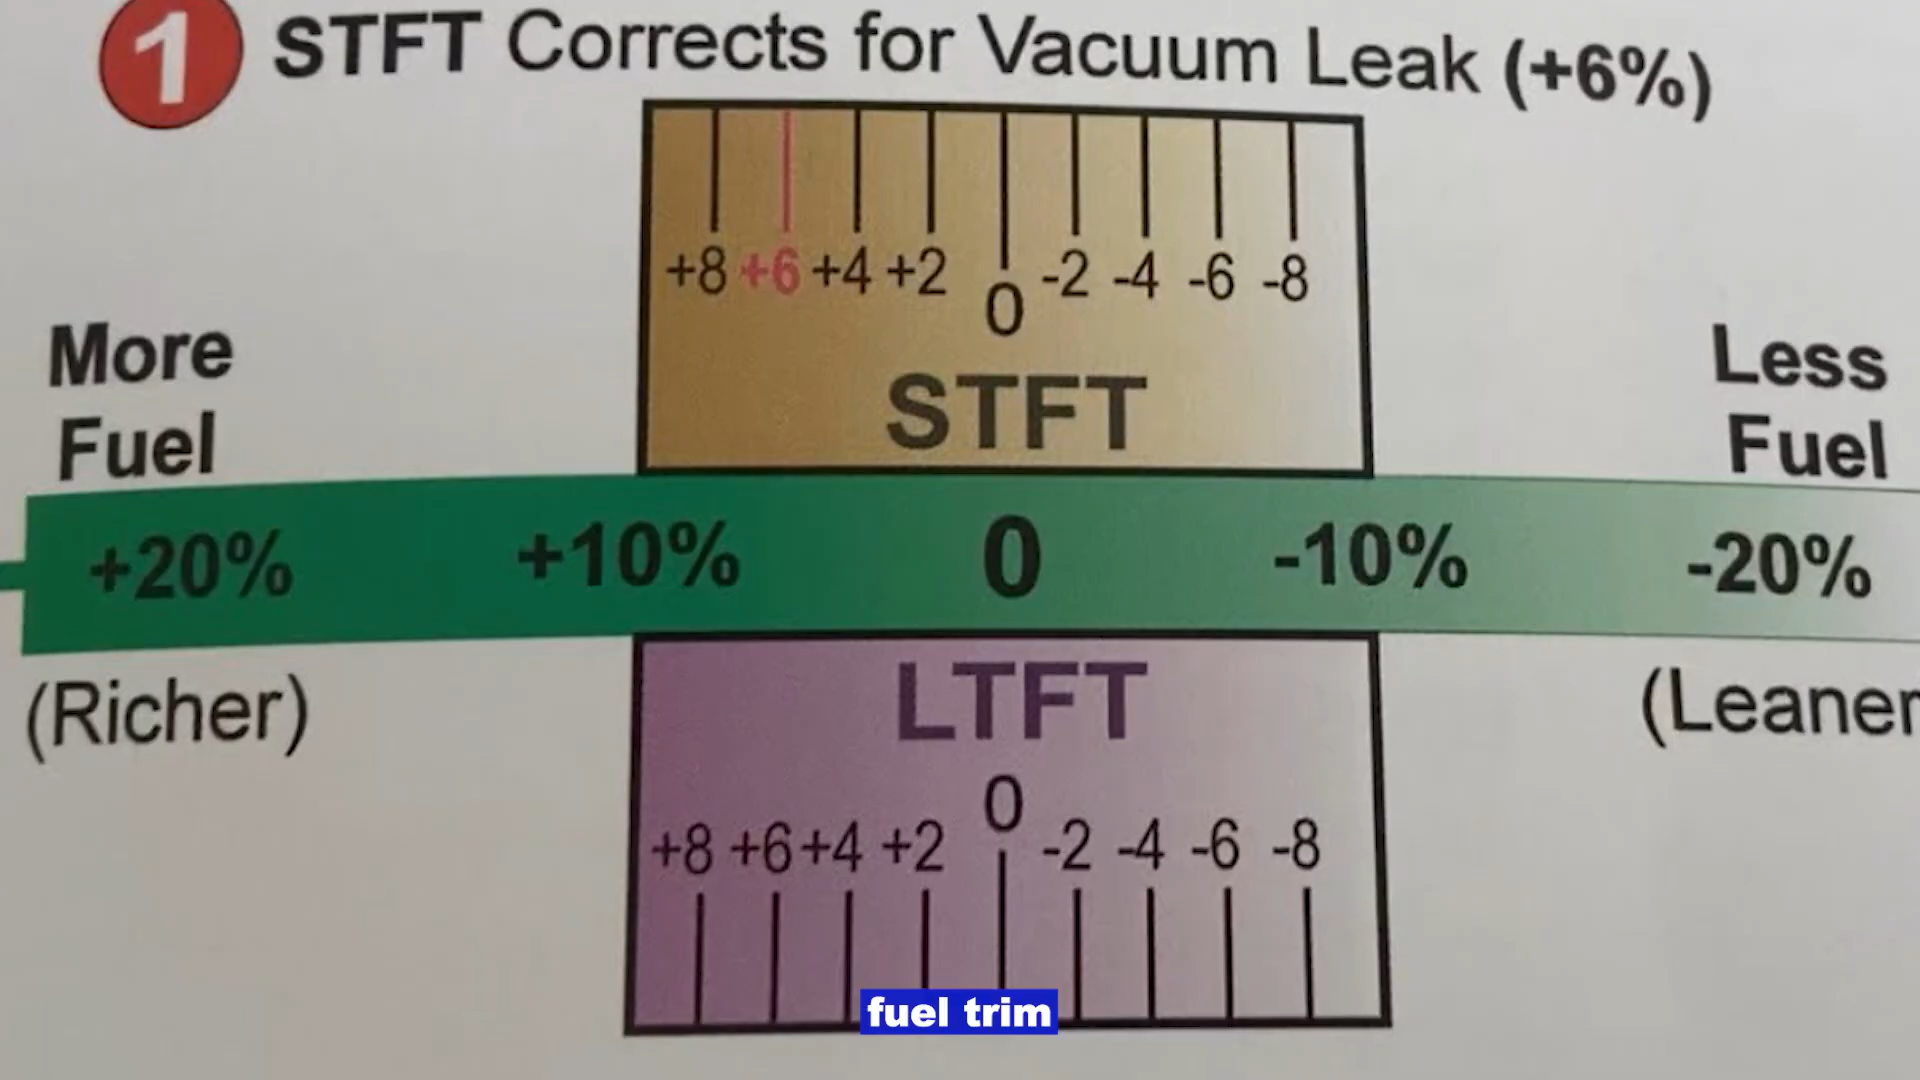 1 STFT Corrects for Vacuum Leak (+6%)
+8 +6 +4 +2 0 -2 -4 -6 -8
STFT
More
Fuel
Less
Fuel
+20% +10% 0 -10% -20%
(Richer)
(Leaner
LTFT
+8 +6 +4 +2 0 -2 -4 -6 -8
fuel trim